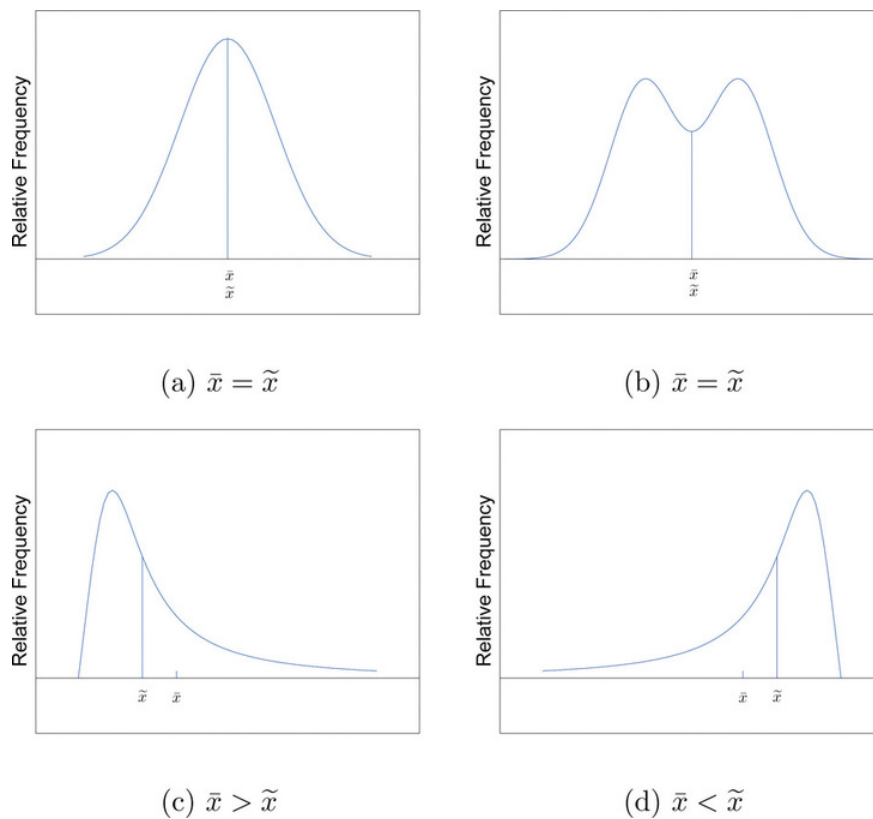 Relative Frequency
x̄
x̃
(a) x̄ = x̃
Relative Frequency
x̄
x̃
(b) x̄ = x̃
Relative Frequency
x̃ x̄
(c) x̄ > x̃
Relative Frequency
x̄ x̃
(d) x̄ < x̃